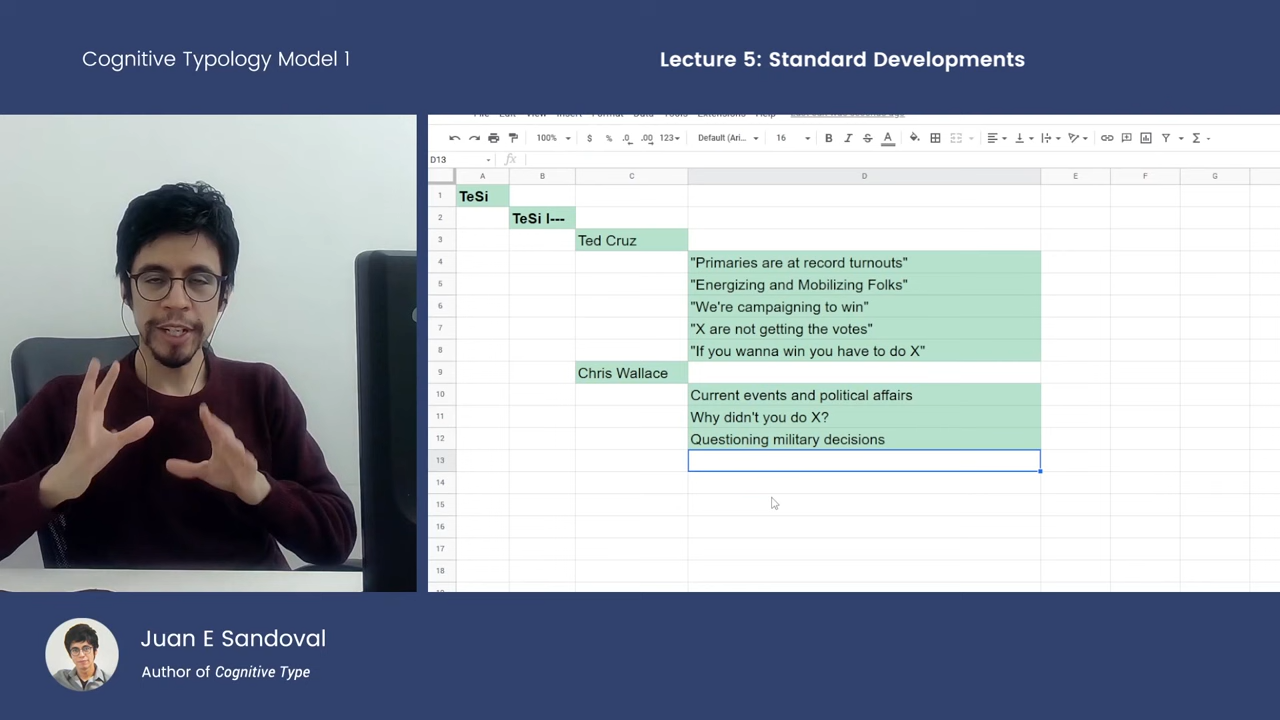 Cognitive Typology Model 1
Lecture 5: Standard Developments
100%
$
%
.0
.00
123
Default (Ari...
16
B
I
S
A
D13
fx
A B C D E F G
1 TeSi
2 TeSi I---
3 Ted Cruz
4 "Primaries are at record turnouts"
5 "Energizing and Mobilizing Folks"
6 "We're campaigning to win"
7 "X are not getting the votes"
8 "If you wanna win you have to do X"
9 Chris Wallace
10 Current events and political affairs
11 Why didn't you do X?
12 Questioning military decisions
13
14
15
16
17
18
Juan E Sandoval
Author of Cognitive Type